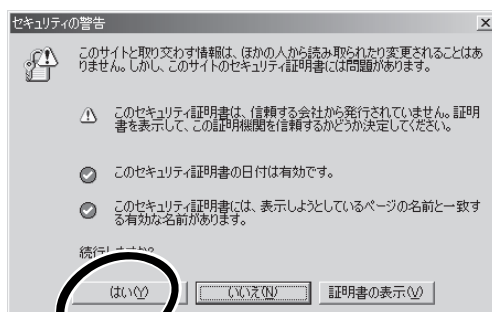 セキュリティの警告
このサイトと取り交わす情報は、ほかの人から読み取られたり変更されることはあ
りません。しかし、このサイトのセキュリティ証明書には問題があります。
このセキュリティ証明書は、信頼する会社から発行されていません。証明
書を表示して、この証明機関を信頼するかどうか決定してください。
このセキュリティ証明書の日付は有効です。
このセキュリティ証明書には、表示しようとしているページの名前と一致す
る有効な名前があります。
続行しますか?
はい(Y) いいえ(N) 証明書の表示(V)